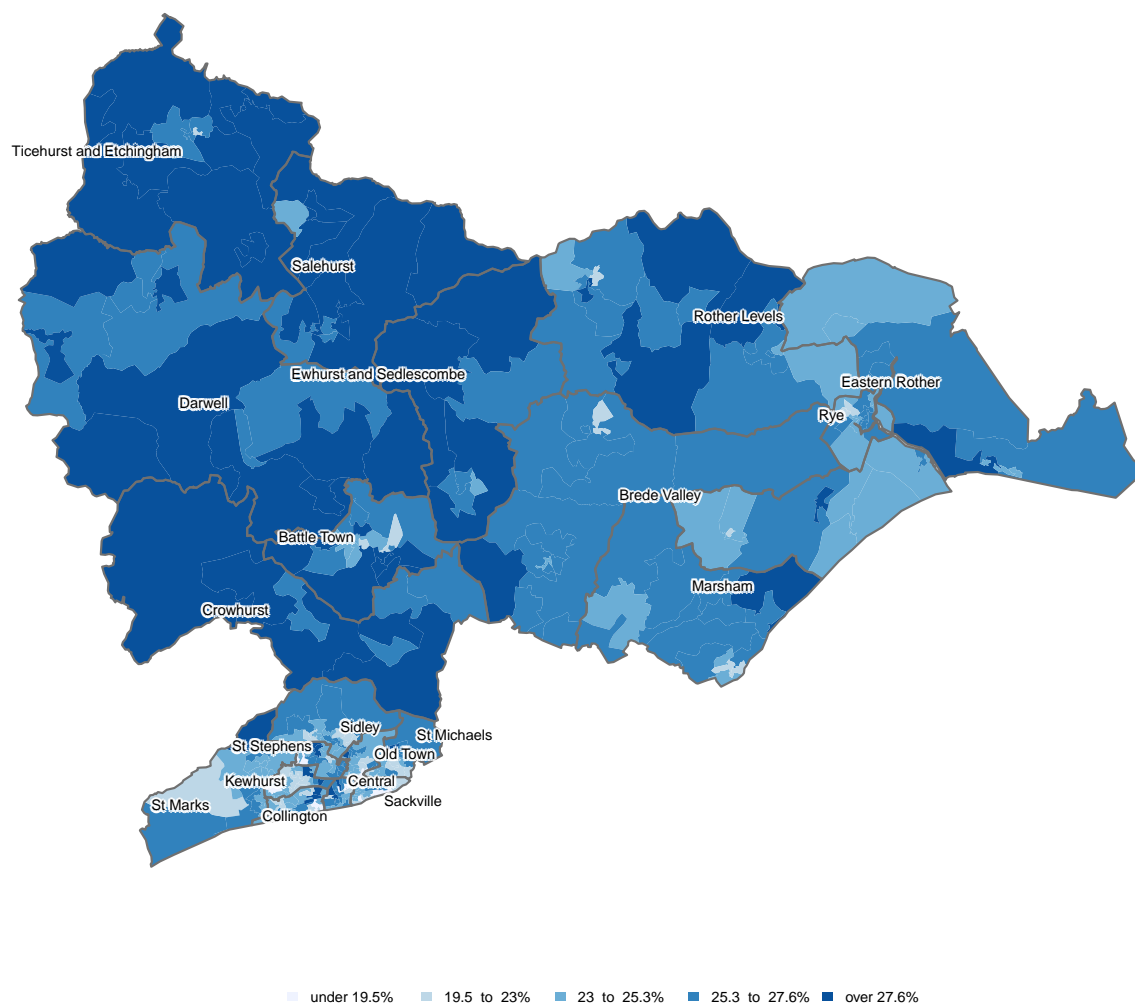 Ticehurst and Etchingham
Salehurst
Rother Levels
Ewhurst and Sedlescombe
Eastern Rother
Darwell
Rye
Brede Valley
Battle Town
Marsham
Crowhurst
Sidley
St Michaels
St Stephens
Old Town
Kewhurst
Central
St Marks
Sackville
Collington
under 19.5%
19.5 to 23%
23 to 25.3%
25.3 to 27.6%
over 27.6%